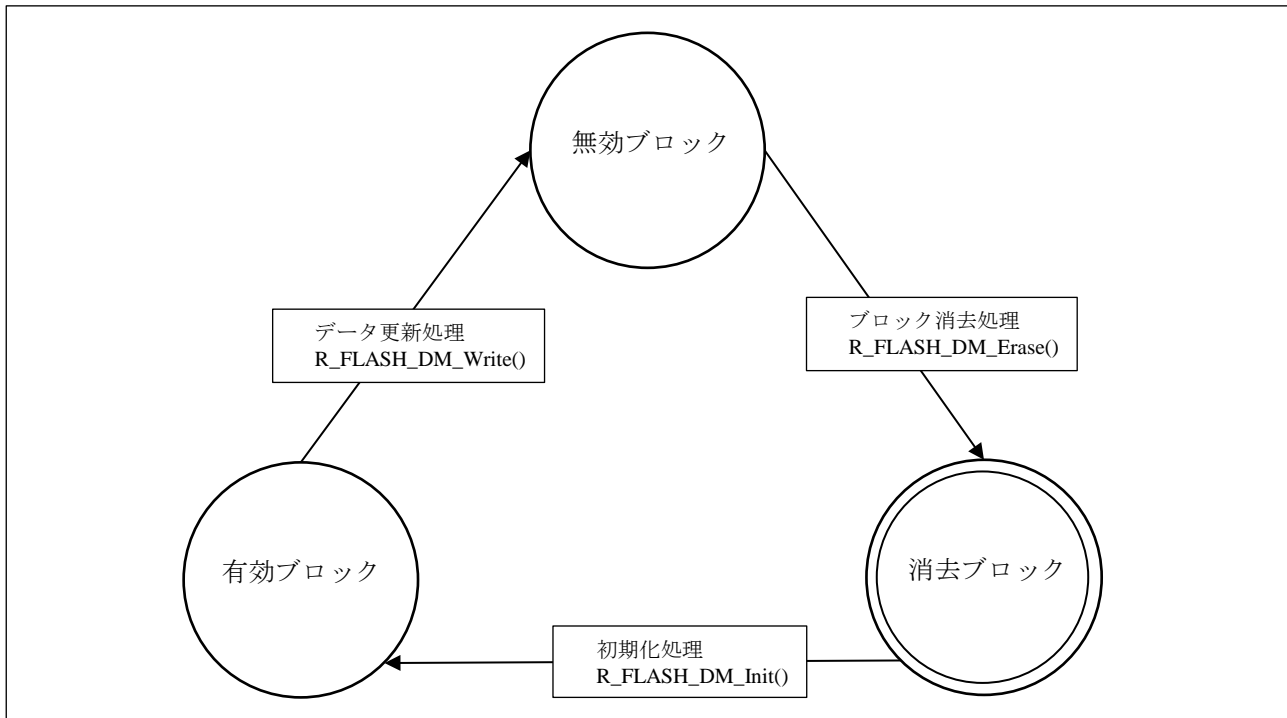 無効ブロック
データ更新処理
R_FLASH_DM_Write()
ブロック消去処理
R_FLASH_DM_Erase()
有効ブロック
消去ブロック
初期化処理
R_FLASH_DM_Init()